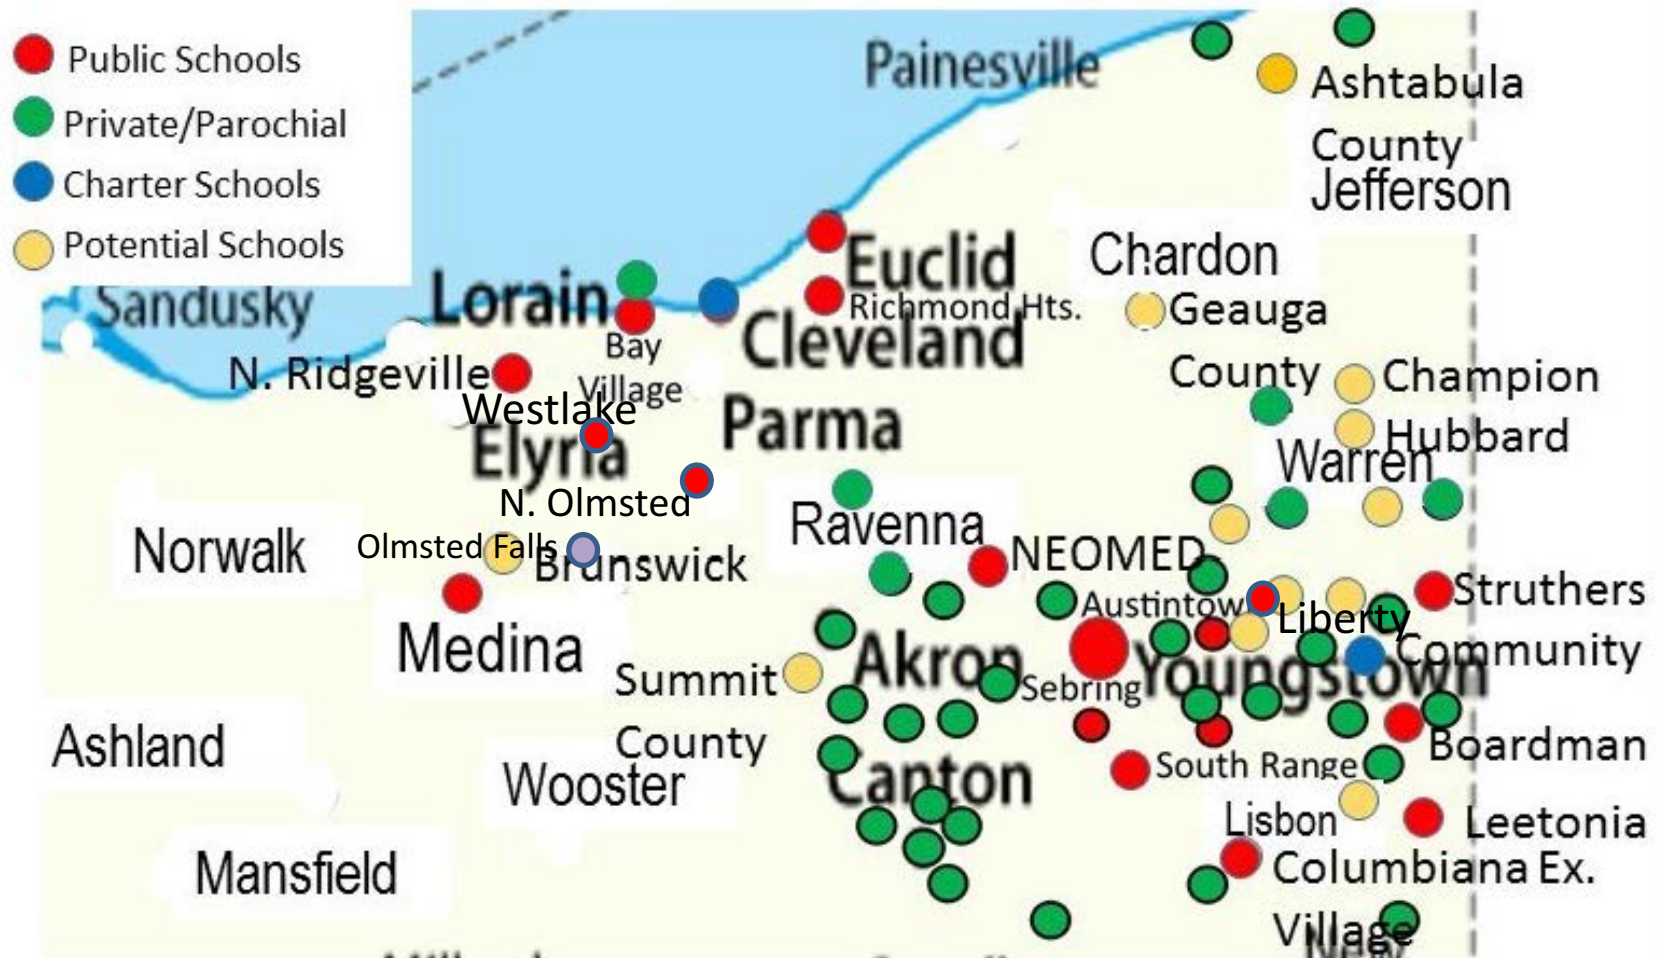 Public Schools
Private/Parochial
Charter Schools
Potential Schools
Painesville
Ashtabula
County
Jefferson
Chardon
Geauga
County
Euclid
Richmond Hts.
Cleveland
Sandusky
Lorain
Bay
Village
N. Ridgeville
Westlake
Elyria
Parma
Champion
Hubbard
Warren
N. Olmsted
Ravenna
NEOMED
Norwalk
Olmsted Falls
Brunswick
Medina
Austintown
Liberty
Struthers
Community
Akron
Youngstown
Sebring
Summit
County
Ashland
Wooster
Canton
South Range
Boardman
Lisbon
Leetonia
Columbiana Ex.
Village
Mansfield
New